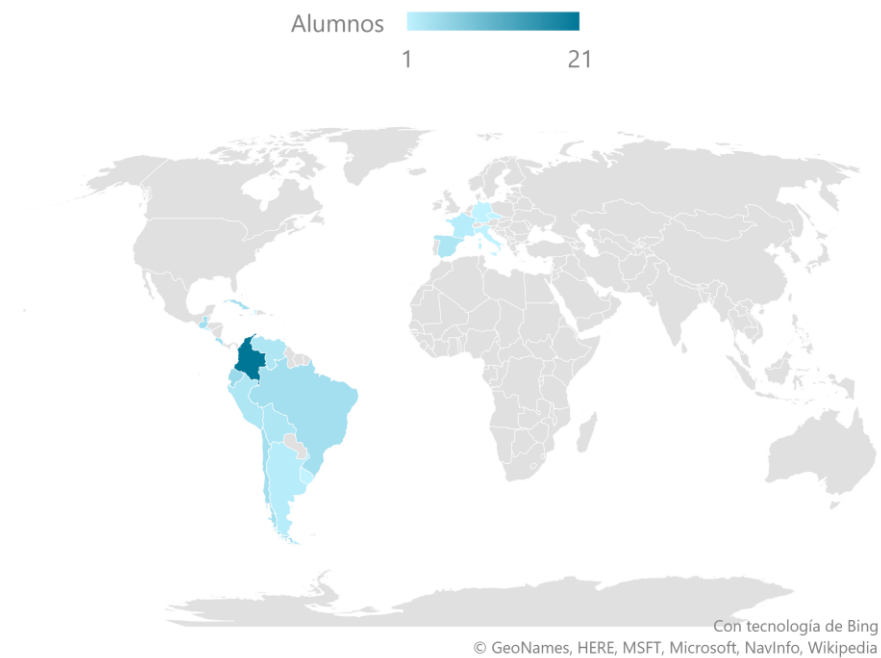 Alumnos
1 21
Con tecnología de Bing
© GeoNames, HERE, MSFT, Microsoft, NavInfo, Wikipedia